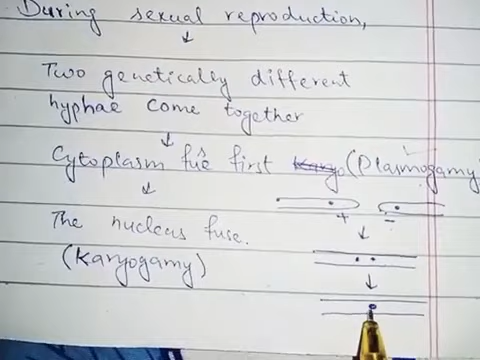 During sexual reproduction,
↓
Two genetically different
hyphae come together
↓
Cytoplasm fuse first (Plasmogamy)
↓
The nucleus fuse.
(Karyogamy)
+ -